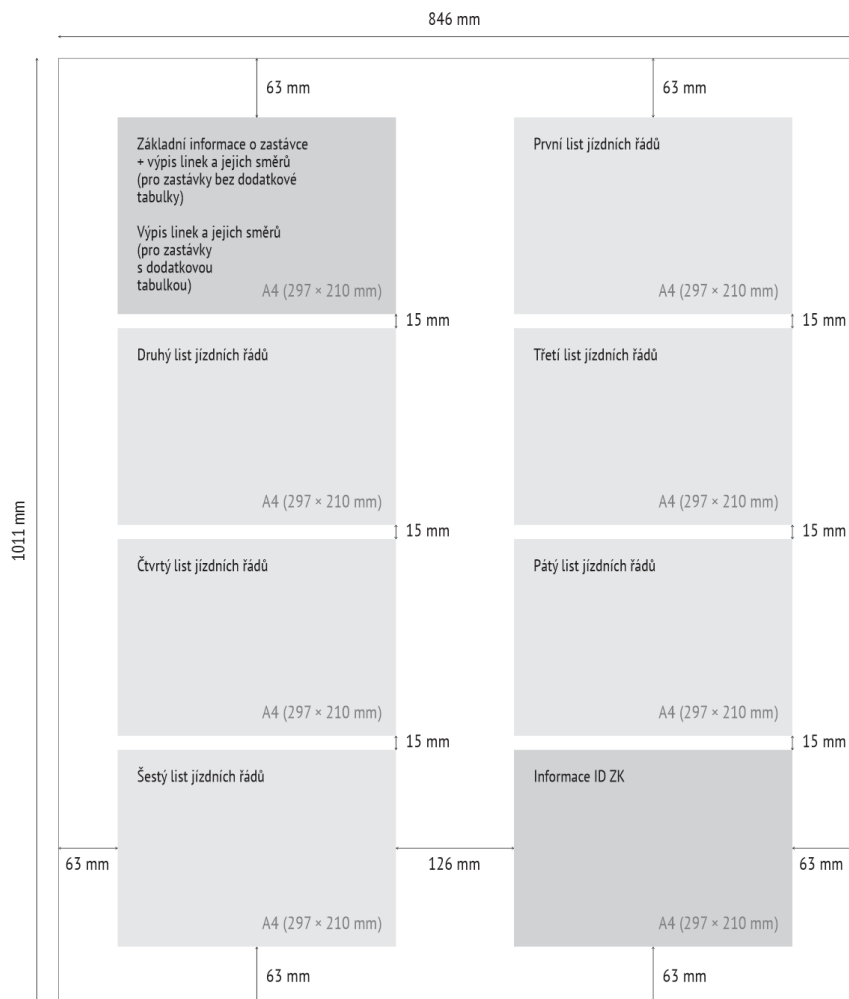 846 mm
63 mm
63 mm
Základní informace o zastávce
+ výpis linek a jejich směrů
(pro zastávky bez dodatkové
tabulky)
Výpis linek a jejich směrů
(pro zastávky
s dodatkovou
tabulkou)
A4 (297 × 210 mm)
První list jízdních řádů
A4 (297 × 210 mm)
15 mm
15 mm
Druhý list jízdních řádů
A4 (297 × 210 mm)
Třetí list jízdních řádů
A4 (297 × 210 mm)
15 mm
15 mm
1011 mm
Čtvrtý list jízdních řádů
A4 (297 × 210 mm)
Pátý list jízdních řádů
A4 (297 × 210 mm)
15 mm
15 mm
Šestý list jízdních řádů
A4 (297 × 210 mm)
Informace ID ZK
A4 (297 × 210 mm)
63 mm
126 mm
63 mm
63 mm
63 mm